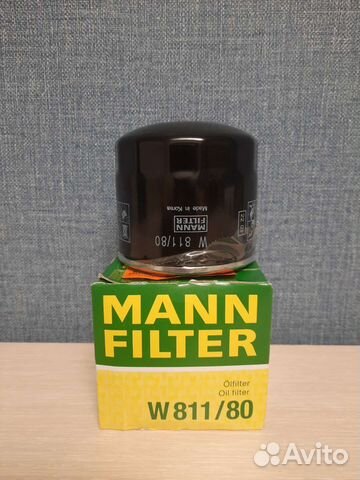 W 811/80
MANN
FILTER
Made in Korea
MANN
FILTER
Ölfilter
Oil filter
W 811/80
Avito